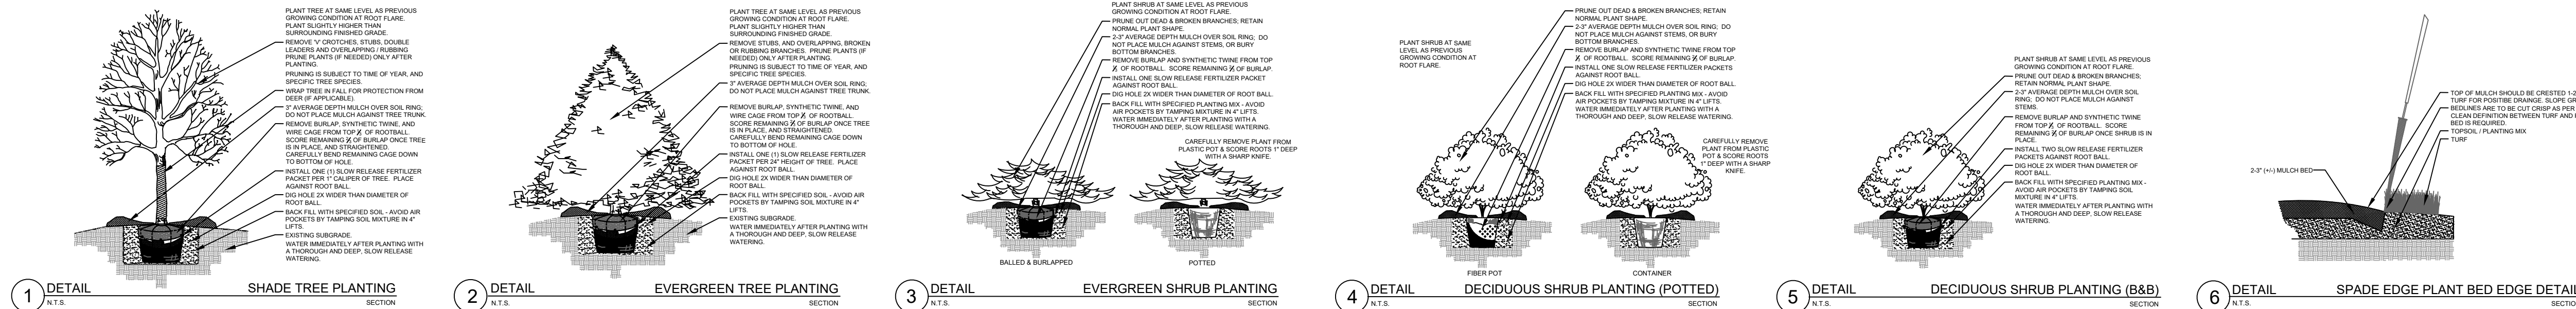 PLANT TREE AT SAME LEVEL AS PREVIOUS
GROWING CONDITION AT ROOT FLARE.
PLANT SLIGHTLY HIGHER THAN
SURROUNDING FINISHED GRADE.
REMOVE 'V' CROTCHES, STUBS, DOUBLE
LEADERS AND OVERLAPPING / RUBBING
PRUNE PLANTS (IF NEEDED) ONLY AFTER
PLANTING.
PRUNING IS SUBJECT TO TIME OF YEAR, AND
SPECIFIC TREE SPECIES.
WRAP TREE IN FALL FOR PROTECTION FROM
DEER (IF APPLICABLE).
3" AVERAGE DEPTH MULCH OVER SOIL RING;
DO NOT PLACE MULCH AGAINST TREE TRUNK.
REMOVE BURLAP, SYNTHETIC TWINE, AND
WIRE CAGE FROM TOP OF ROOTBALL.
SCORE REMAINING OF BURLAP ONCE TREE
IS IN PLACE, AND STRAIGHTENED.
CAREFULLY BEND REMAINING CAGE DOWN
TO BOTTOM OF HOLE.
INSTALL ONE (1) SLOW RELEASE FERTILIZER
PACKET PER 1" CALIPER OF TREE. PLACE
AGAINST ROOT BALL.
DIG HOLE 2X WIDER THAN DIAMETER OF
ROOT BALL.
BACK FILL WITH SPECIFIED SOIL - AVOID AIR
POCKETS BY TAMPING SOIL MIXTURE IN 4"
LIFTS.
EXISTING SUBGRADE.
WATER IMMEDIATELY AFTER PLANTING WITH
A THOROUGH AND DEEP, SLOW RELEASE
WATERING.
1 DETAIL SHADE TREE PLANTING
N.T.S. SECTION
PLANT TREE AT SAME LEVEL AS PREVIOUS
GROWING CONDITION AT ROOT FLARE.
PLANT SLIGHTLY HIGHER THAN
SURROUNDING FINISHED GRADE.
REMOVE STUBS, AND OVERLAPPING, BROKEN
OR RUBBING BRANCHES. PRUNE PLANTS (IF
NEEDED) ONLY AFTER PLANTING.
PRUNING IS SUBJECT TO TIME OF YEAR, AND
SPECIFIC TREE SPECIES.
3" AVERAGE DEPTH MULCH OVER SOIL RING;
DO NOT PLACE MULCH AGAINST TREE TRUNK.
REMOVE BURLAP, SYNTHETIC TWINE, AND
WIRE CAGE FROM TOP OF ROOTBALL.
SCORE REMAINING OF BURLAP ONCE TREE
IS IN PLACE, AND STRAIGHTENED.
CAREFULLY BEND REMAINING CAGE DOWN
TO BOTTOM OF HOLE.
INSTALL ONE (1) SLOW RELEASE FERTILIZER
PACKET PER 24" HEIGHT OF TREE. PLACE
AGAINST ROOT BALL.
DIG HOLE 2X WIDER THAN DIAMETER OF
ROOT BALL.
BACK FILL WITH SPECIFIED SOIL - AVOID AIR
POCKETS BY TAMPING SOIL MIXTURE IN 4"
LIFTS.
EXISTING SUBGRADE.
WATER IMMEDIATELY AFTER PLANTING WITH
A THOROUGH AND DEEP, SLOW RELEASE
WATERING.
2 DETAIL EVERGREEN TREE PLANTING
N.T.S. SECTION
PLANT SHRUB AT SAME LEVEL AS PREVIOUS
GROWING CONDITION AT ROOT FLARE.
PRUNE OUT DEAD & BROKEN BRANCHES; RETAIN
NORMAL PLANT SHAPE.
2-3" AVERAGE DEPTH MULCH OVER SOIL RING; DO
NOT PLACE MULCH AGAINST STEMS, OR BURY
BOTTOM BRANCHES.
REMOVE BURLAP AND SYNTHETIC TWINE FROM TOP
OF ROOTBALL. SCORE REMAINING OF BURLAP.
INSTALL ONE SLOW RELEASE FERTILIZER PACKET
AGAINST ROOT BALL.
DIG HOLE 2X WIDER THAN DIAMETER OF ROOT BALL.
BACK FILL WITH SPECIFIED PLANTING MIX - AVOID
AIR POCKETS BY TAMPING MIXTURE IN 4" LIFTS.
WATER IMMEDIATELY AFTER PLANTING WITH A
THOROUGH AND DEEP, SLOW RELEASE WATERING.
CAREFULLY REMOVE PLANT FROM
PLASTIC POT & SCORE ROOTS 1" DEEP
WITH A SHARP KNIFE.
BALLED & BURLAPPED
POTTED
3 DETAIL EVERGREEN SHRUB PLANTING
N.T.S. SECTION
PLANT SHRUB AT SAME
LEVEL AS PREVIOUS
GROWING CONDITION AT
ROOT FLARE.
PRUNE OUT DEAD & BROKEN BRANCHES; RETAIN
NORMAL PLANT SHAPE.
2-3" AVERAGE DEPTH MULCH OVER SOIL RING; DO
NOT PLACE MULCH AGAINST STEMS, OR BURY
BOTTOM BRANCHES.
REMOVE BURLAP AND SYNTHETIC TWINE FROM TOP
OF ROOTBALL. SCORE REMAINING OF BURLAP.
INSTALL ONE SLOW RELEASE FERTILIZER PACKETS
AGAINST ROOT BALL.
DIG HOLE 2X WIDER THAN DIAMETER OF ROOT BALL.
BACK FILL WITH SPECIFIED PLANTING MIX - AVOID
AIR POCKETS BY TAMPING MIXTURE IN 4" LIFTS.
WATER IMMEDIATELY AFTER PLANTING WITH A
THOROUGH AND DEEP, SLOW RELEASE WATERING.
CAREFULLY REMOVE
PLANT FROM PLASTIC
POT & SCORE ROOTS
1" DEEP WITH A SHARP
KNIFE.
FIBER POT
CONTAINER
4 DETAIL DECIDUOUS SHRUB PLANTING (POTTED)
N.T.S. SECTION
PLANT SHRUB AT SAME LEVEL AS PREVIOUS
GROWING CONDITION AT ROOT FLARE.
PRUNE OUT DEAD & BROKEN BRANCHES;
RETAIN NORMAL PLANT SHAPE.
2-3" AVERAGE DEPTH MULCH OVER SOIL
RING; DO NOT PLACE MULCH AGAINST
STEMS.
REMOVE BURLAP AND SYNTHETIC TWINE
FROM TOP OF ROOTBALL. SCORE
REMAINING OF BURLAP ONCE SHRUB IS IN
PLACE.
INSTALL TWO SLOW RELEASE FERTILIZER
PACKETS AGAINST ROOT BALL.
DIG HOLE 2X WIDER THAN DIAMETER OF
ROOT BALL.
BACK FILL WITH SPECIFIED PLANTING MIX -
AVOID AIR POCKETS BY TAMPING SOIL
MIXTURE IN 4" LIFTS.
WATER IMMEDIATELY AFTER PLANTING WITH
A THOROUGH AND DEEP, SLOW RELEASE
WATERING.
5 DETAIL DECIDUOUS SHRUB PLANTING (B&B)
N.T.S. SECTION
TOP OF MULCH SHOULD BE CRESTED 1-2
TURF FOR POSITIBE DRAINGE. SLOPE GR
BEDLINES ARE TO BE CUT CRISP AS PER
CLEAN DEFINITION BETWEEN TURF AND
BED IS REQUIRED.
TOPSOIL / PLANTING MIX
TURF
2-3" (+/-) MULCH BED
6 DETAIL SPADE EDGE PLANT BED EDGE DETAIL
N.T.S. SECTIO